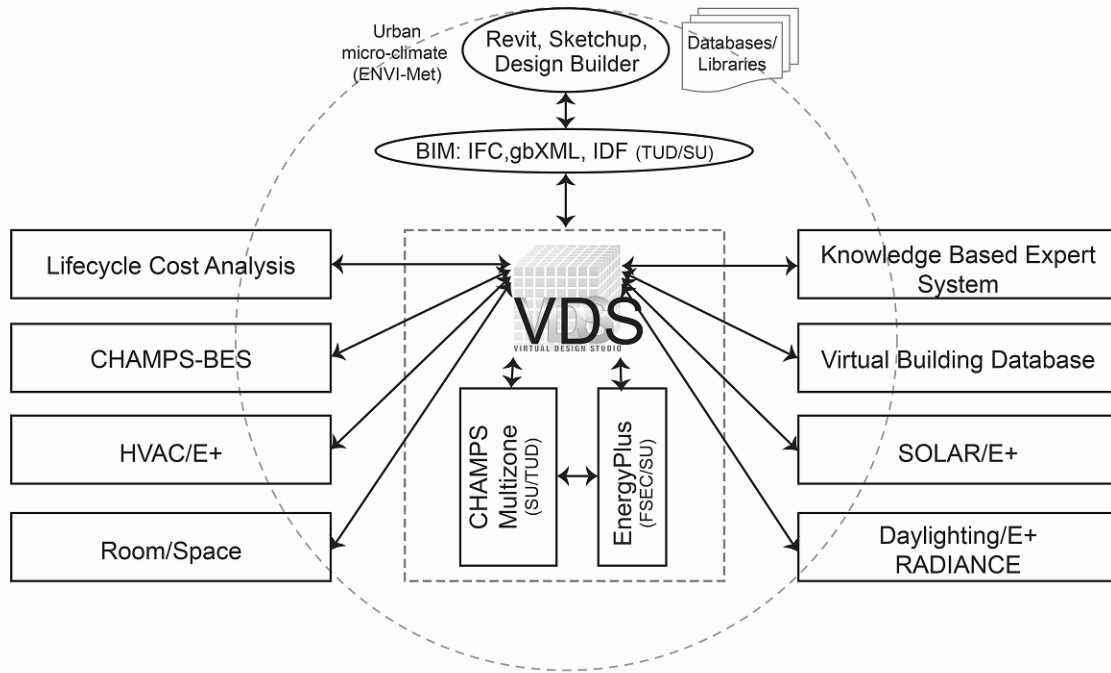 Urban
micro-climate
(ENVI-Met)
Revit, Sketchup,
Design Builder
Databases/
Libraries
BIM: IFC,gbXML, IDF (TUD/SU)
Lifecycle Cost Analysis
CHAMPS-BES
HVAC/E+
Room/Space
VDS
VIRTUAL DESIGN STUDIO
CHAMPS
Multizone
(SU/TUD)
EnergyPlus
(FSEC/SU)
Knowledge Based Expert
System
Virtual Building Database
SOLAR/E+
Daylighting/E+
RADIANCE